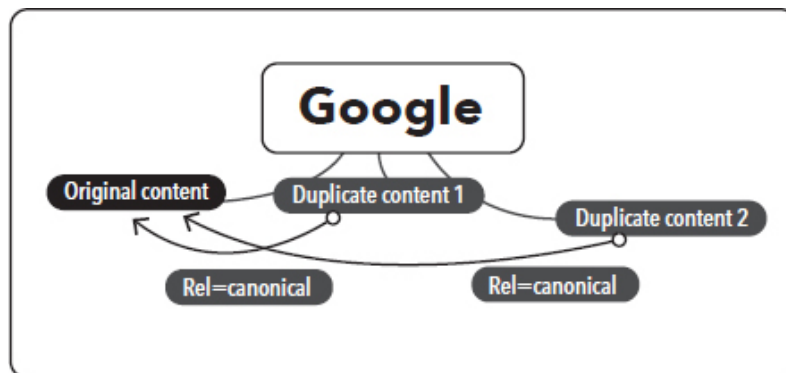 Google
Original content
Duplicate content 1
Duplicate content 2
Rel=canonical
Rel=canonical